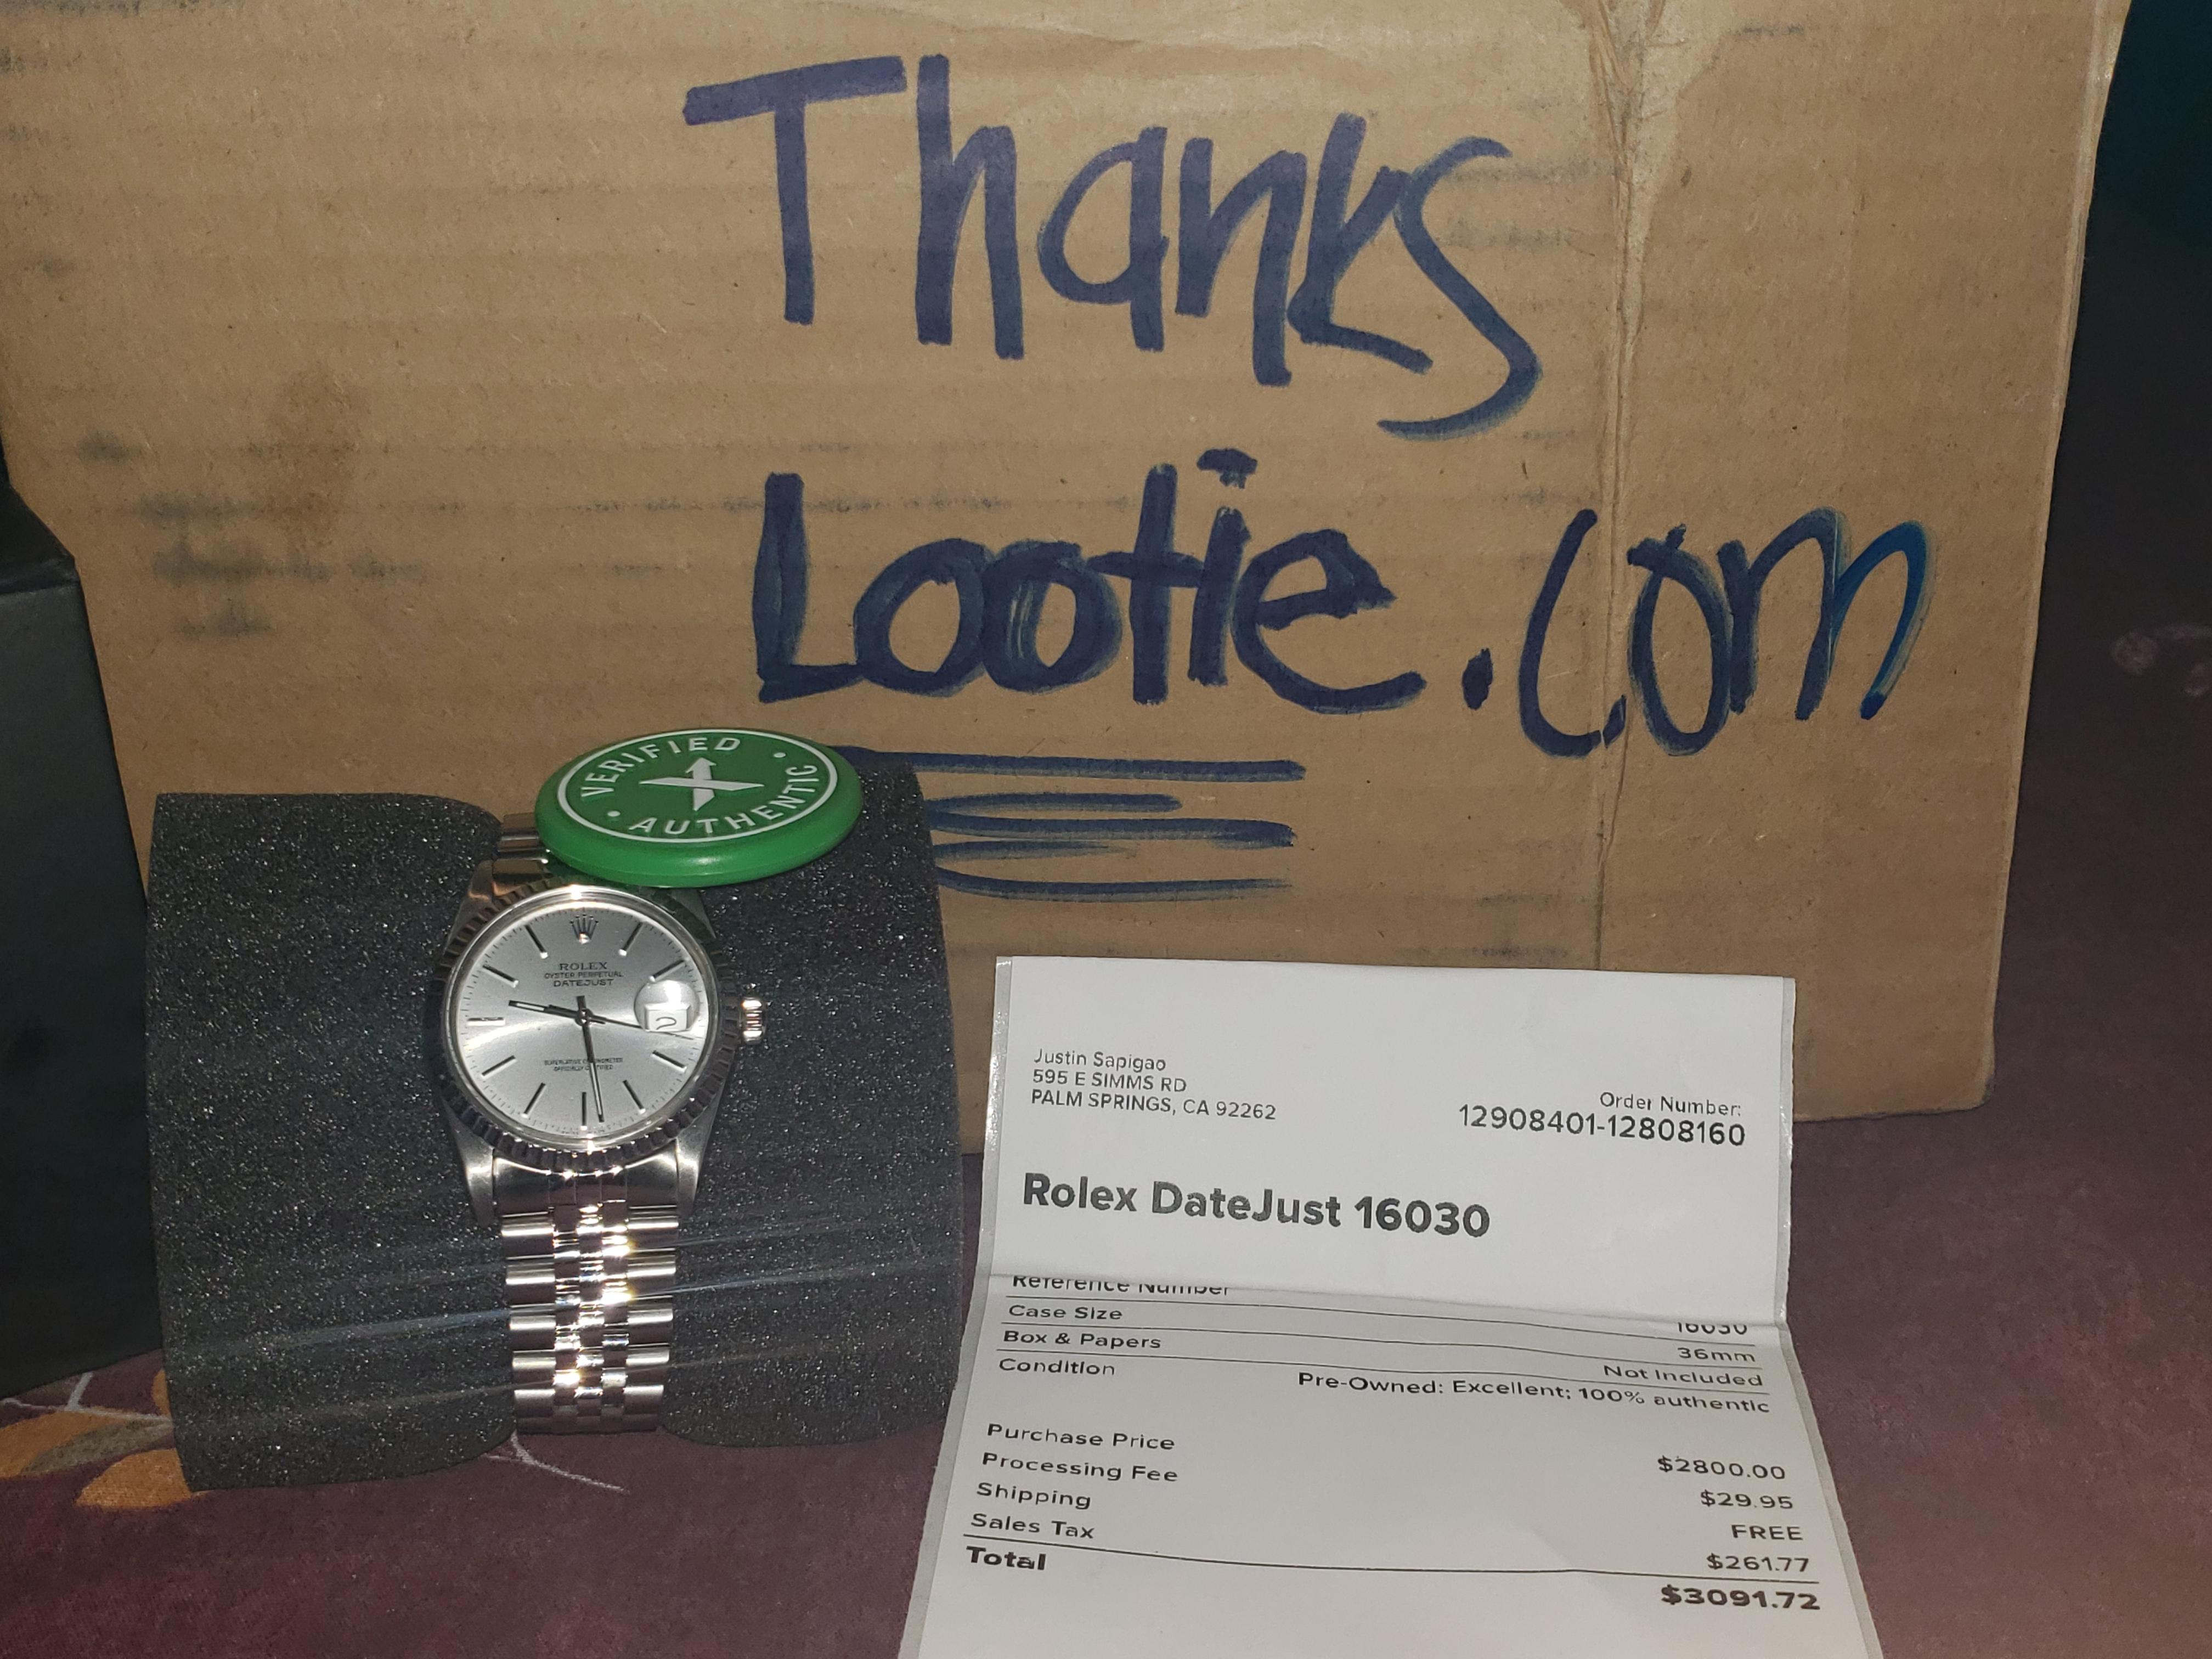 Thanks
Lootie.com
VERIFIED
AUTHENTIC
ROLEX
OYSTER PERPETUAL
DATEJUST
SUPERLATIVE CHRONOMETER
OFFICIALLY CERTIFIED
Justin Sapigao
595 E SIMMS RD
PALM SPRINGS, CA 92262
Order Number:
12908401-12808160
Rolex DateJust 16030
Reference Number 16030
Case Size 36mm
Box & Papers Not Included
Condition Pre-Owned: Excellent; 100% authentic
Purchase Price $2800.00
Processing Fee $29.95
Shipping FREE
Sales Tax $261.77
Total $3091.72